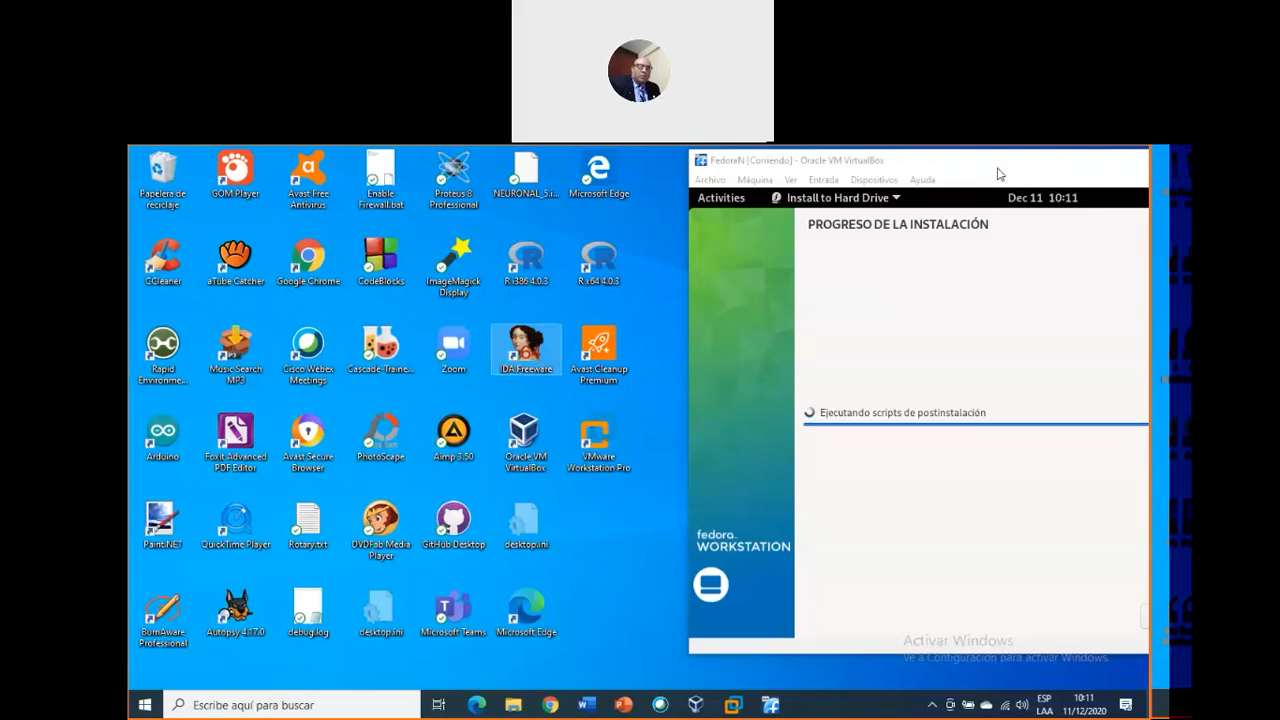 Papelera de
reciclaje
GOM Player
Avast Free
Antivirus
Enable
Firewall.bat
Proteus 8
Professional
NEURONAL_5.r...
Microsoft Edge
CCleaner
aTube Catcher
Google Chrome
CodeBlocks
ImageMagick
Display
R i386 4.0.3
R x64 4.0.3
Rapid
Environme...
Music Search
MP3
Cisco Webex
Meetings
Cascade-Traine...
Zoom
IDA Freeware
Avast Cleanup
Premium
Arduino
Foxit Advanced
PDF Editor
Avast Secure
Browser
PhotoScape
Aimp 3.50
Oracle VM
VirtualBox
VMware
Workstation Pro
Paint.NET
QuickTime Player
Rotary.txt
DVDFab Media
Player
GitHub Desktop
desktop.ini
BurnAware
Professional
Autopsy 4.17.0
debug.log
desktop.ini
Microsoft Teams
Microsoft Edge
FedoraN [Corriendo] - Oracle VM VirtualBox
Archivo Máquina Ver Entrada Dispositivos Ayuda
Activities Install to Hard Drive Dec 11 10:11
PROGRESO DE LA INSTALACIÓN
Ejecutando scripts de postinstalación
fedora.
WORKSTATION
Activar Windows
Ve a Configuración para activar Windows.
Escribe aquí para buscar
ESP
LAA
10:11
11/12/2020